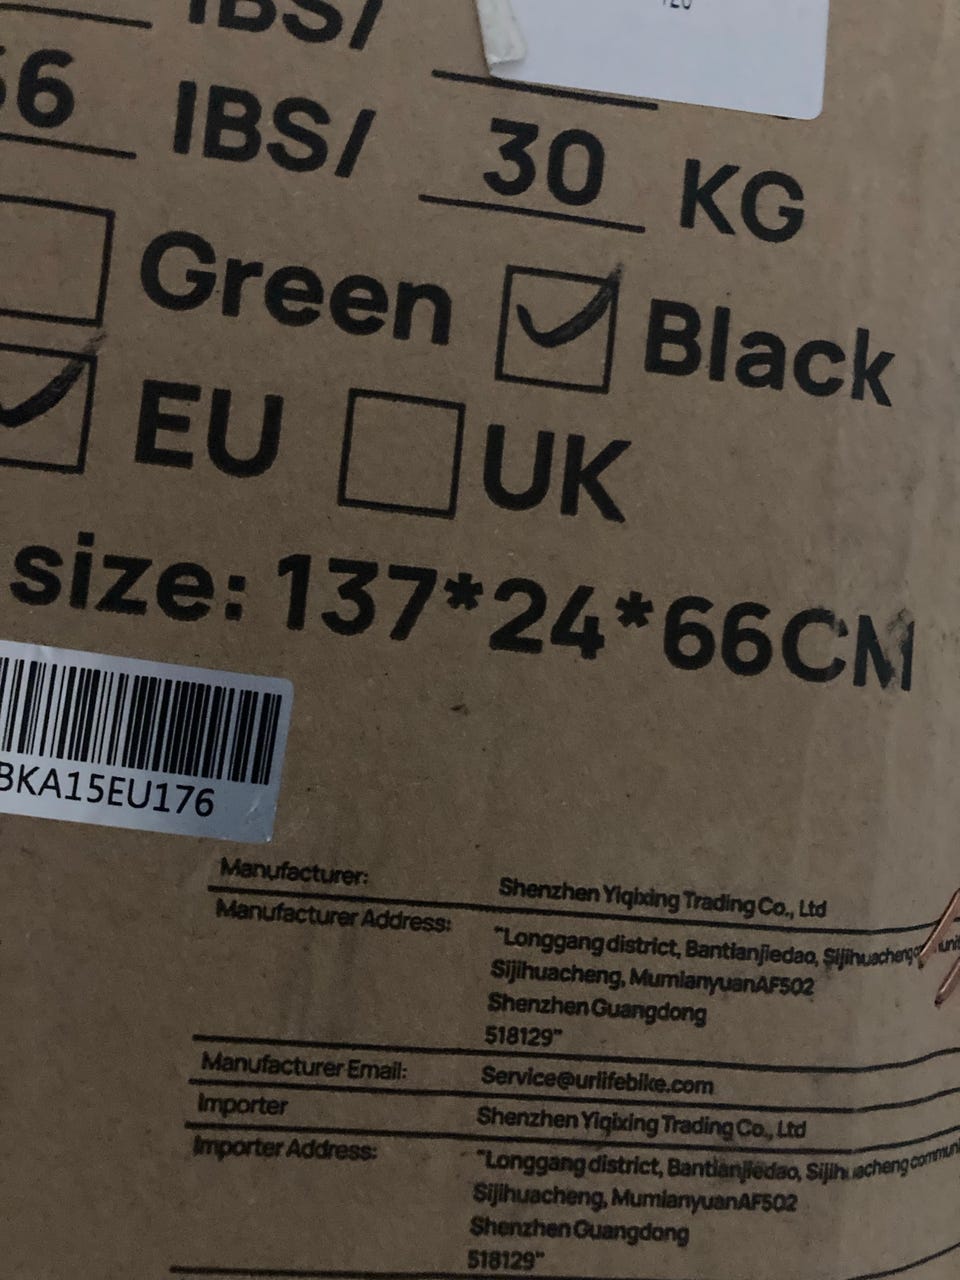 IBS/
66 IBS/ 30 KG
Green Black
EU UK
size: 137*24*66CM
BKA15EU176
Manufacturer: Shenzhen Yiqixing Trading Co., Ltd
Manufacturer Address: "Longgang district, Bantianjiedao, Sijihuacheng
Sijihuacheng, MumianyuanAF502
Shenzhen Guangdong
518129"
Manufacturer Email: Service@urlifebike.com
Importer Shenzhen Yiqixing Trading Co., Ltd
Importer Address: "Longgang district, Bantianjiedao, Sijihuacheng
Sijihuacheng, MumianyuanAF502
Shenzhen Guangdong
518129"